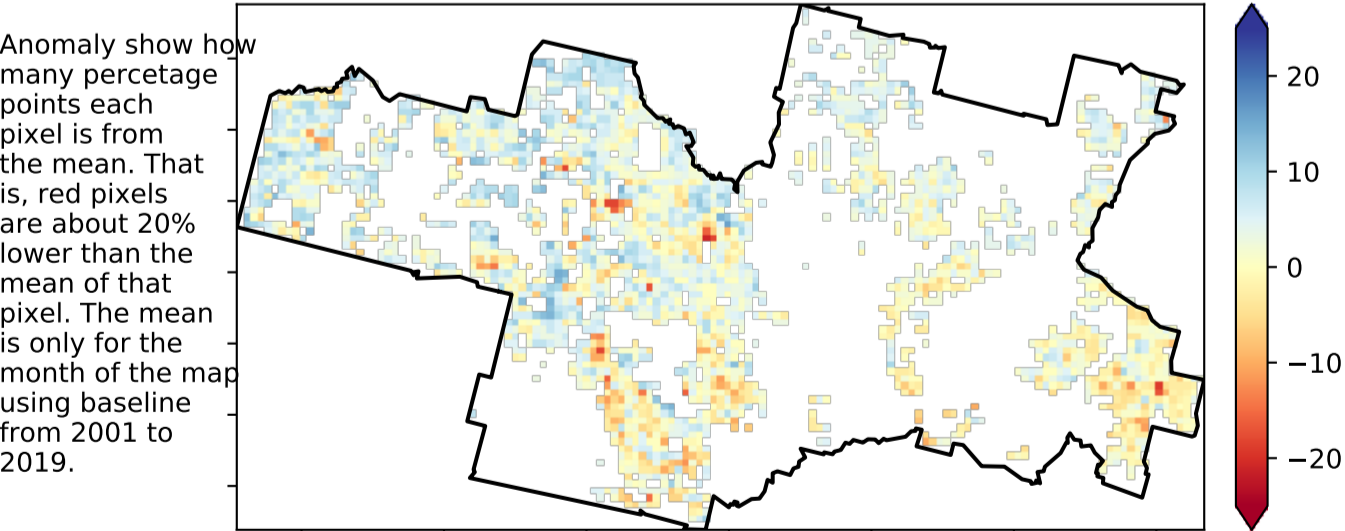 Anomaly show how
many percetage
points each
pixel is from
the mean. That
is, red pixels
are about 20%
lower than the
mean of that
pixel. The mean
is only for the
month of the map
using baseline
from 2001 to
2019.
20
10
0
−10
−20